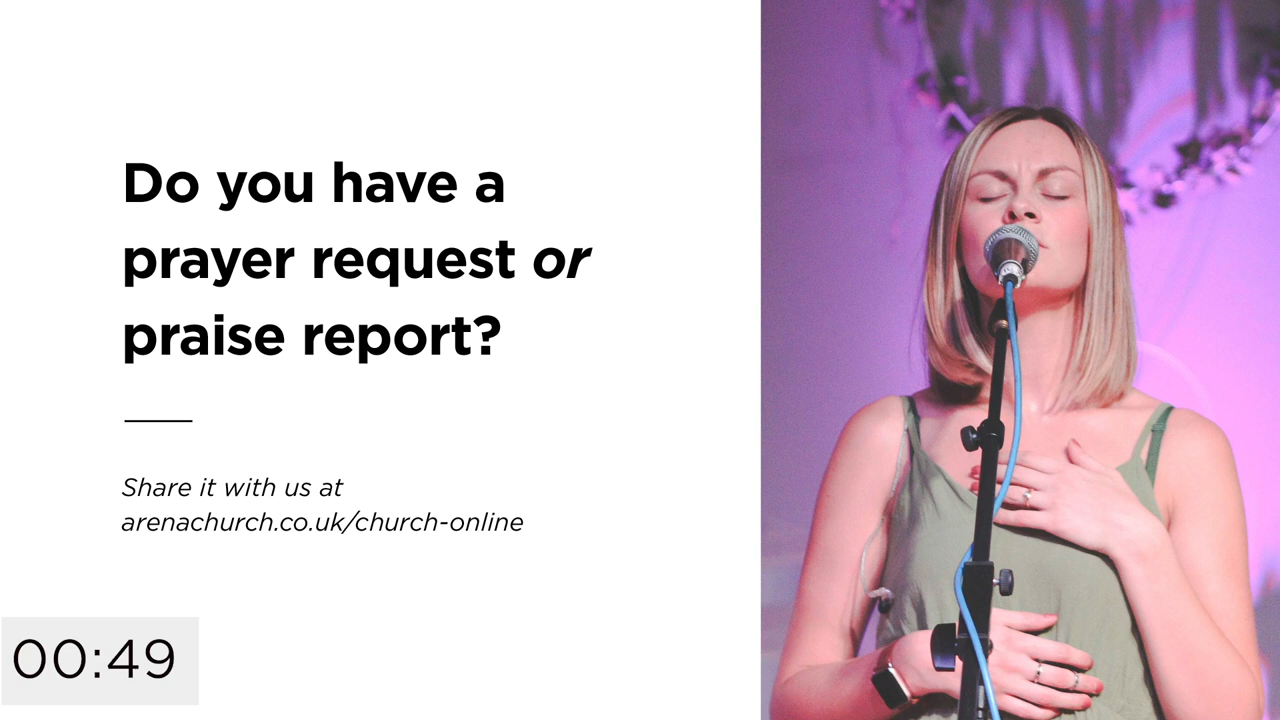 Do you have a
prayer request or
praise report?
Share it with us at
arenachurch.co.uk/church-online
00:49